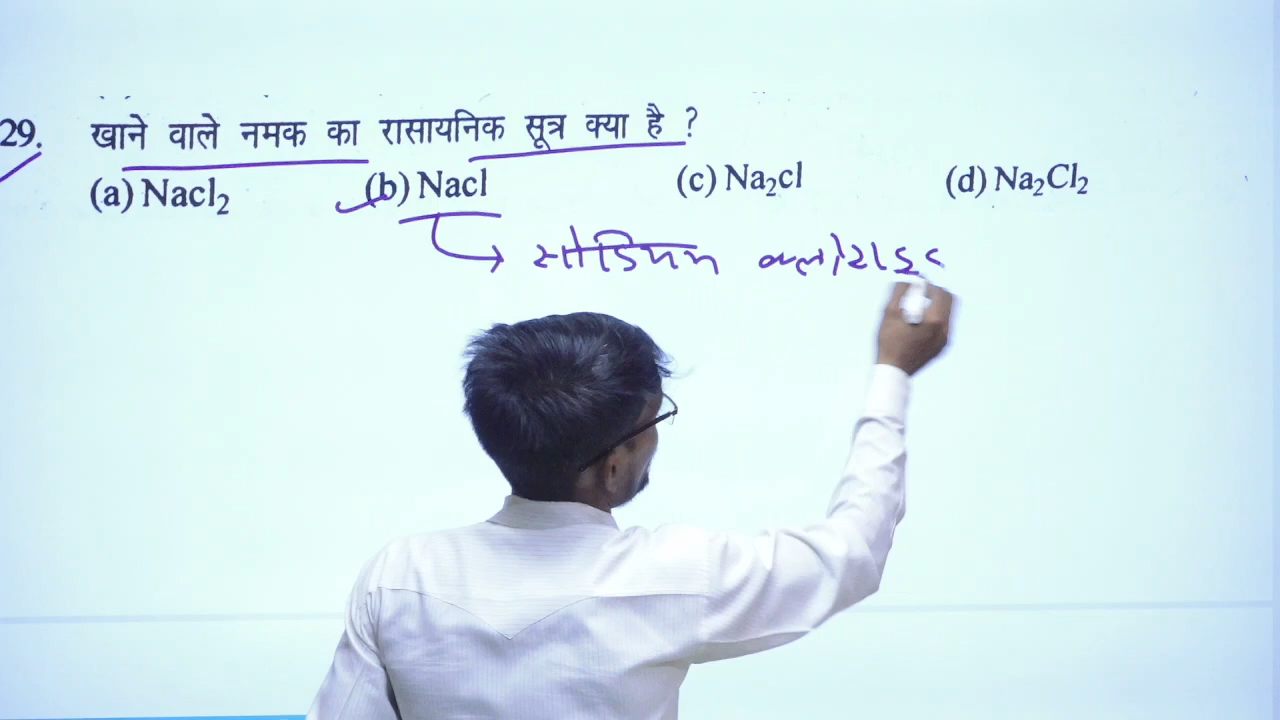 29. खाने वाले नमक का रासायनिक सूत्र क्या है ?
(a) Nacl₂ (b) Nacl (c) Na₂cl (d) Na₂Cl₂
सोडियम क्लोराइड